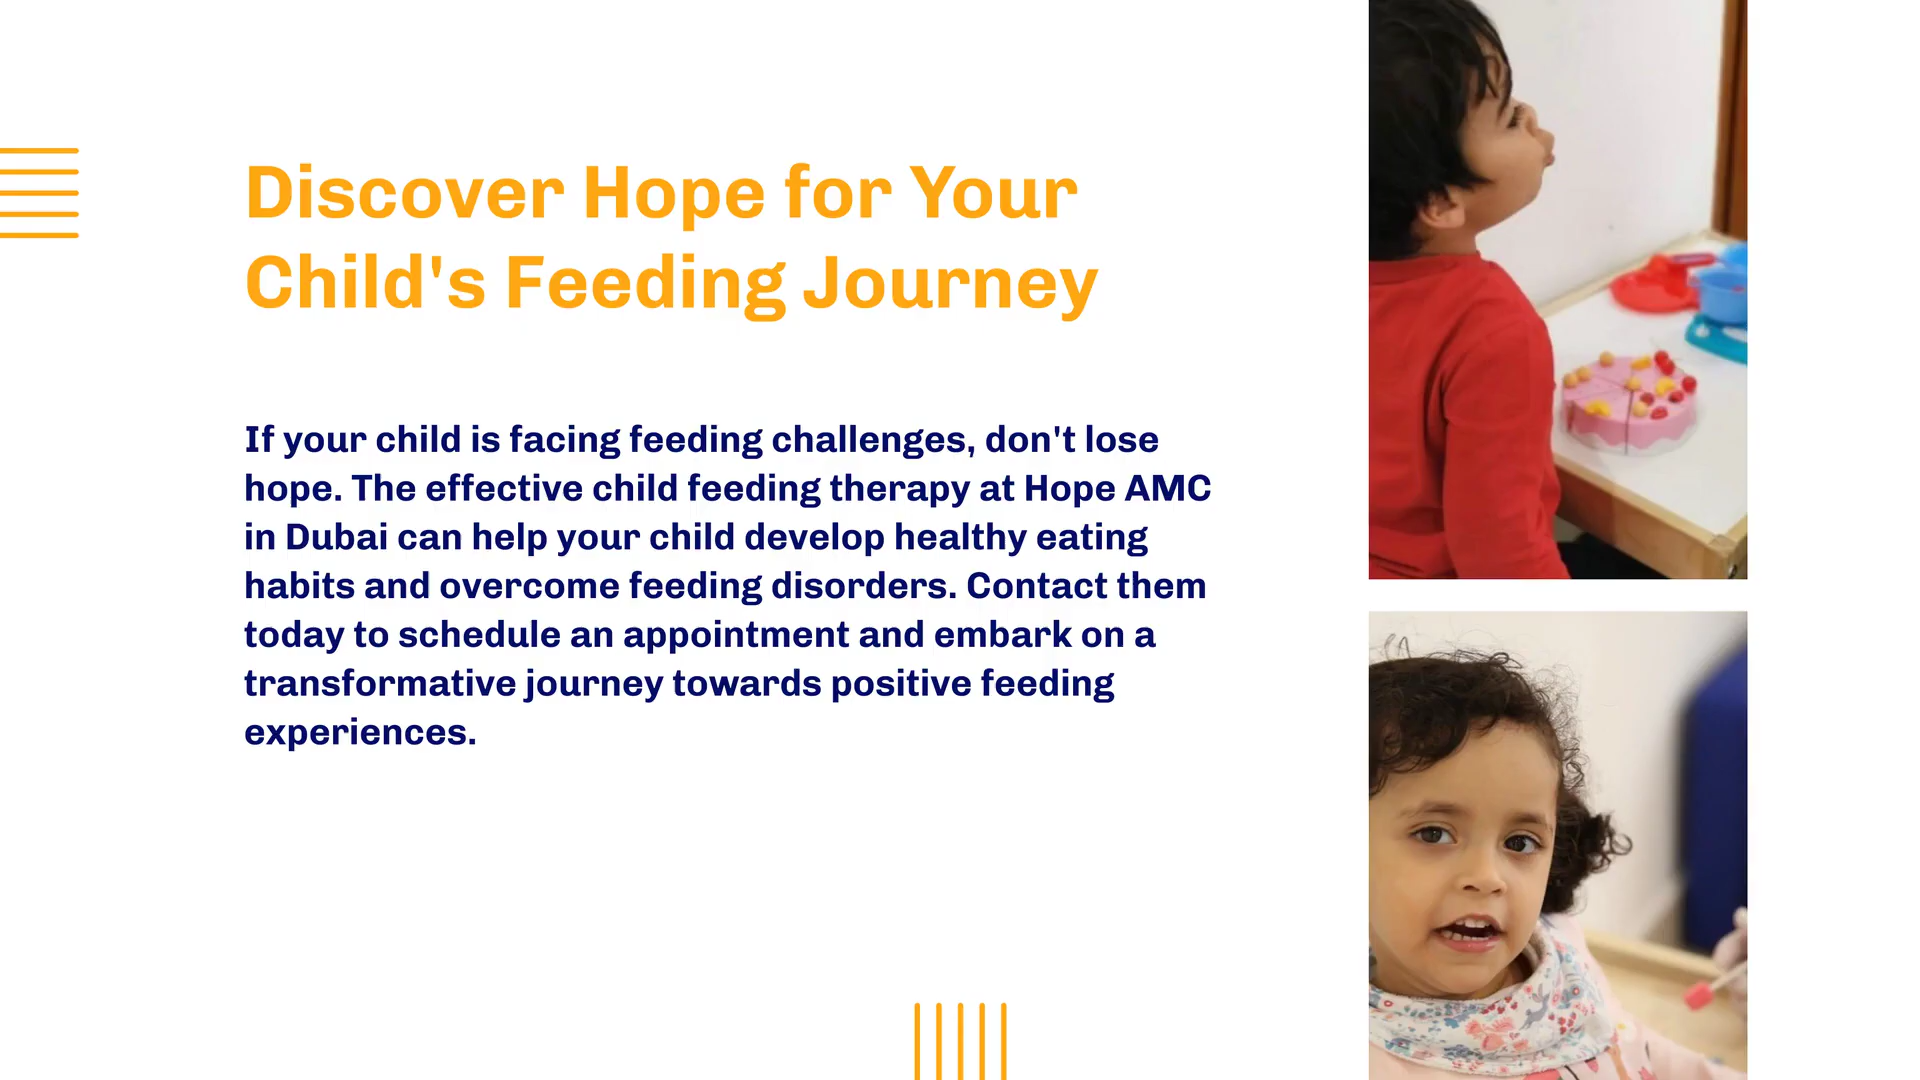 Discover Hope for Your
Child's Feeding Journey
If your child is facing feeding challenges, don't lose
hope. The effective child feeding therapy at Hope AMC
in Dubai can help your child develop healthy eating
habits and overcome feeding disorders. Contact them
today to schedule an appointment and embark on a
transformative journey towards positive feeding
experiences.